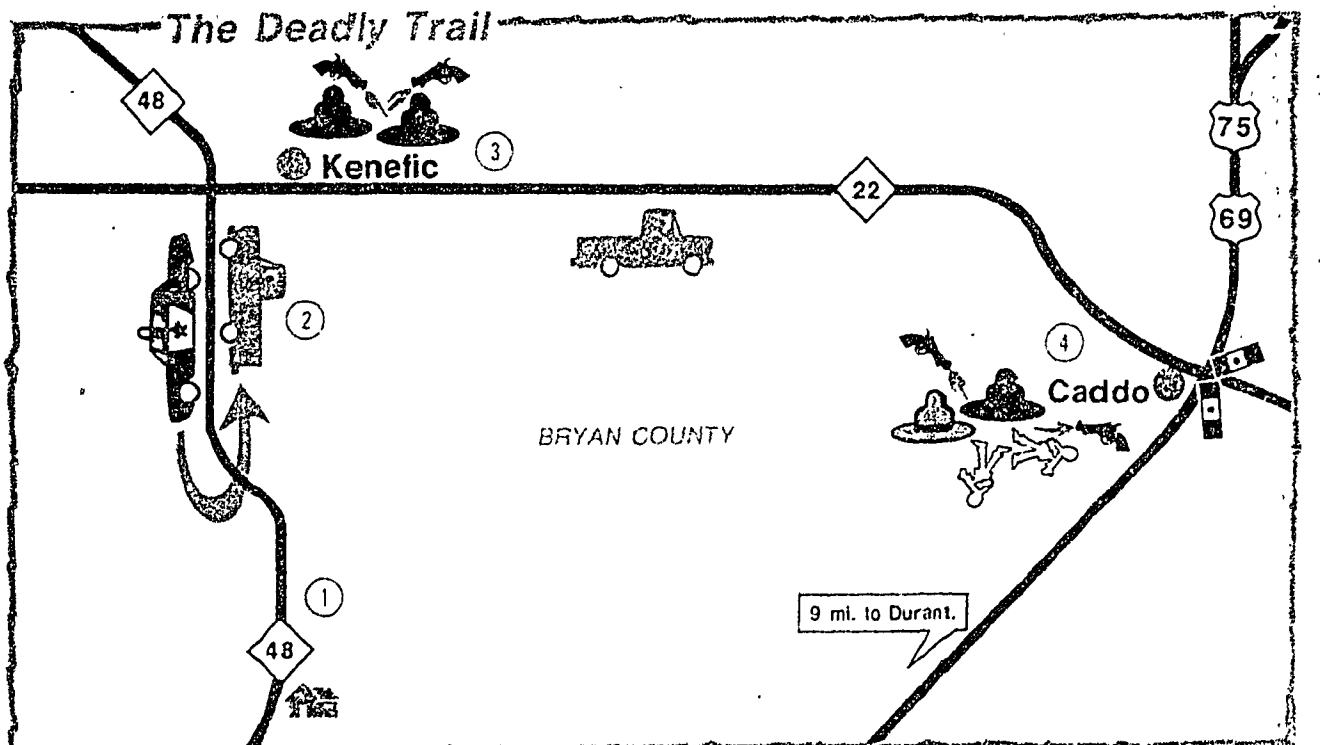 The Deadly Trail
48
75
3
Kenefic
22
69
2
4
Caddo
BRYAN COUNTY
1
9 mi. to Durant.
48